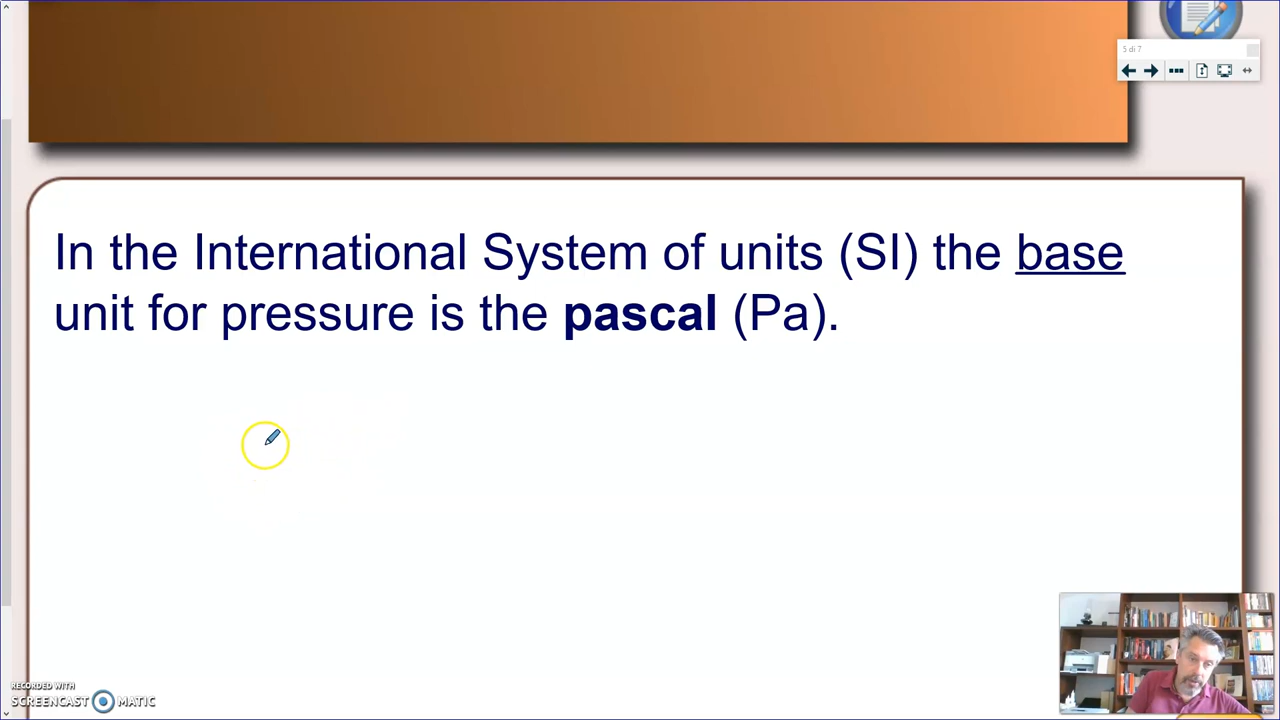 5 di 7
In the International System of units (SI) the base
unit for pressure is the pascal (Pa).
RECORDED WITH
SCREENCAST MATIC